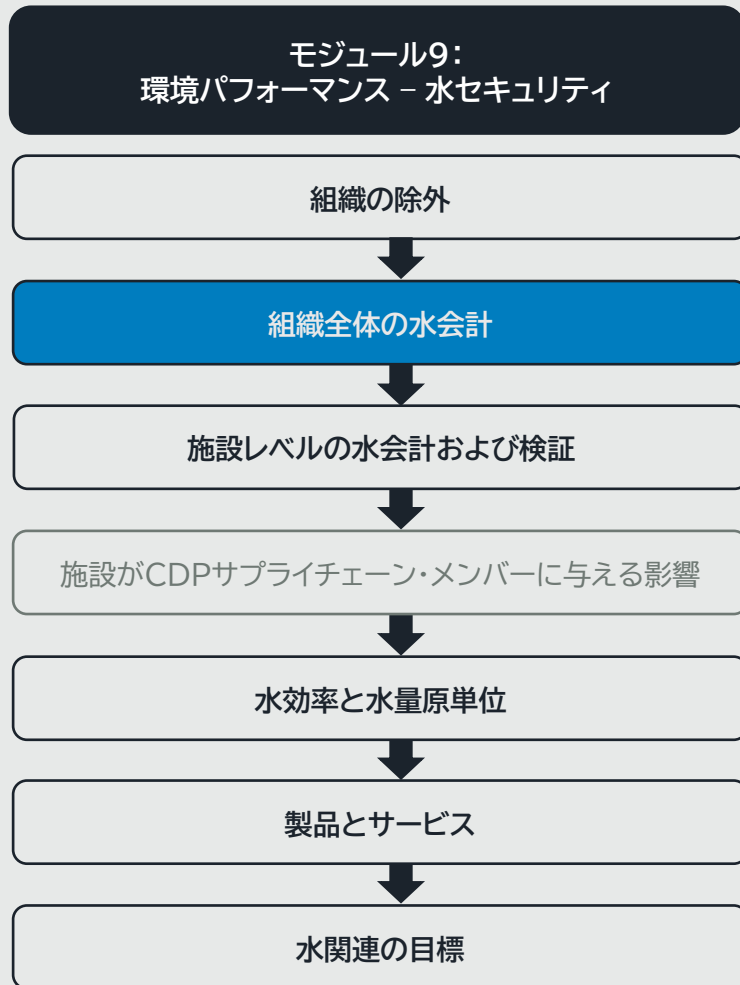 モジュール9：
環境パフォーマンス – 水セキュリティ
組織の除外
組織全体の水会計
施設レベルの水会計および検証
施設がCDPサプライチェーン・メンバーに与える影響
水効率と水量原単位
製品とサービス
水関連の目標